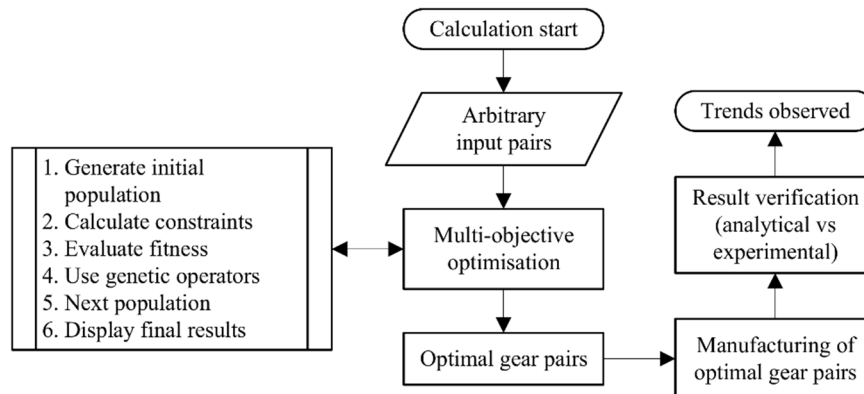 Calculation start
Arbitrary
input pairs
Trends observed
1. Generate initial
population
2. Calculate constraints
3. Evaluate fitness
4. Use genetic operators
5. Next population
6. Display final results
Multi-objective
optimisation
Result verification
(analytical vs
experimental)
Optimal gear pairs
Manufacturing of
optimal gear pairs